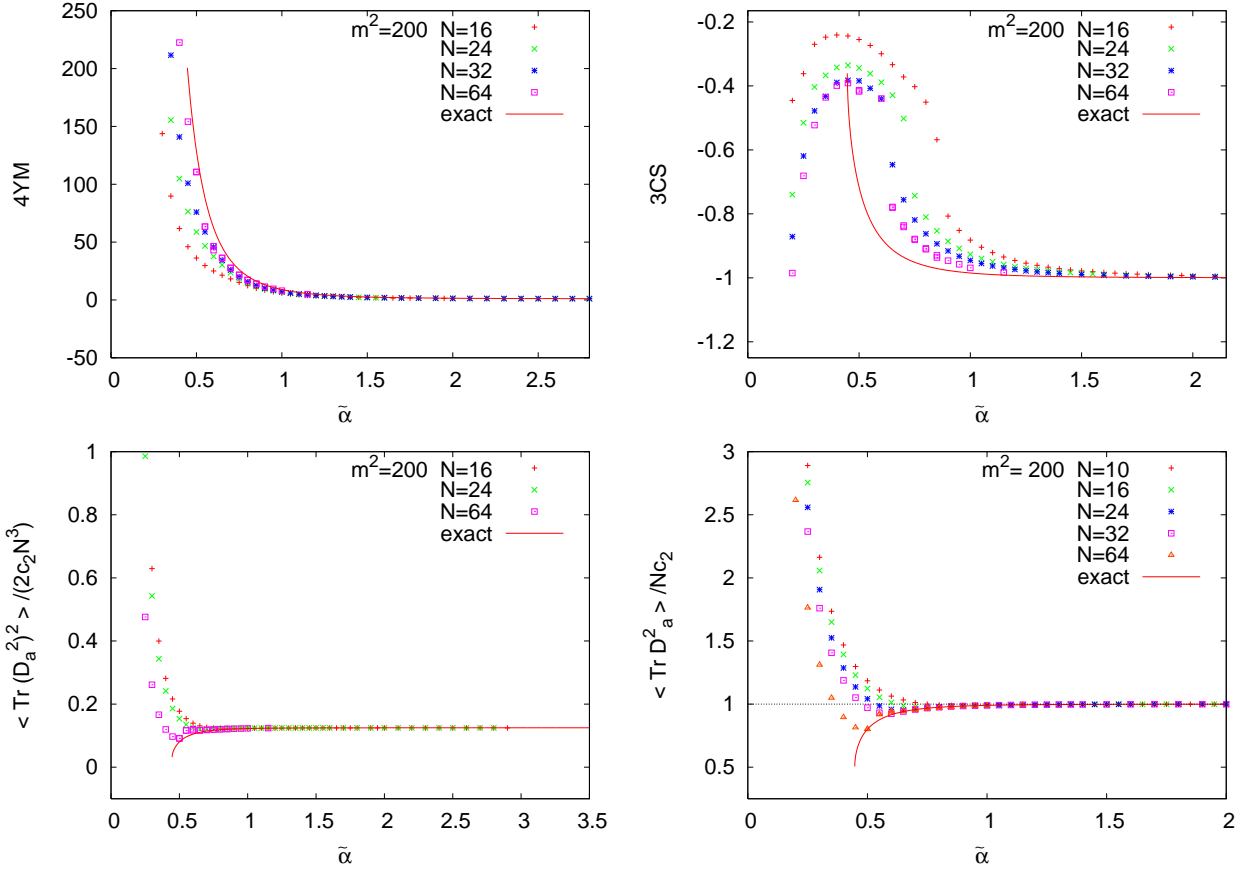 4YM
250
200
150
100
50
0
-50
0
0.5
1
1.5
2
2.5
α̃
m²=200 N=16
N=24
N=32
N=64
exact
3CS
-0.2
-0.4
-0.6
-0.8
-1.0
-1.2
0
0.5
1
1.5
2
α̃
m²=200 N=16
N=24
N=32
N=64
exact
< Tr (D_a²)² > /(2c₂N³)
1
0.8
0.6
0.4
0.2
0
0
0.5
1
1.5
2
2.5
3
3.5
α̃
m²=200 N=16
N=24
N=64
exact
< Tr D²_a > /Nc₂
3
2.5
2
1.5
1
0.5
0
0.5
1
1.5
2
α̃
m²= 200 N=10
N=16
N=24
N=32
N=64
exact